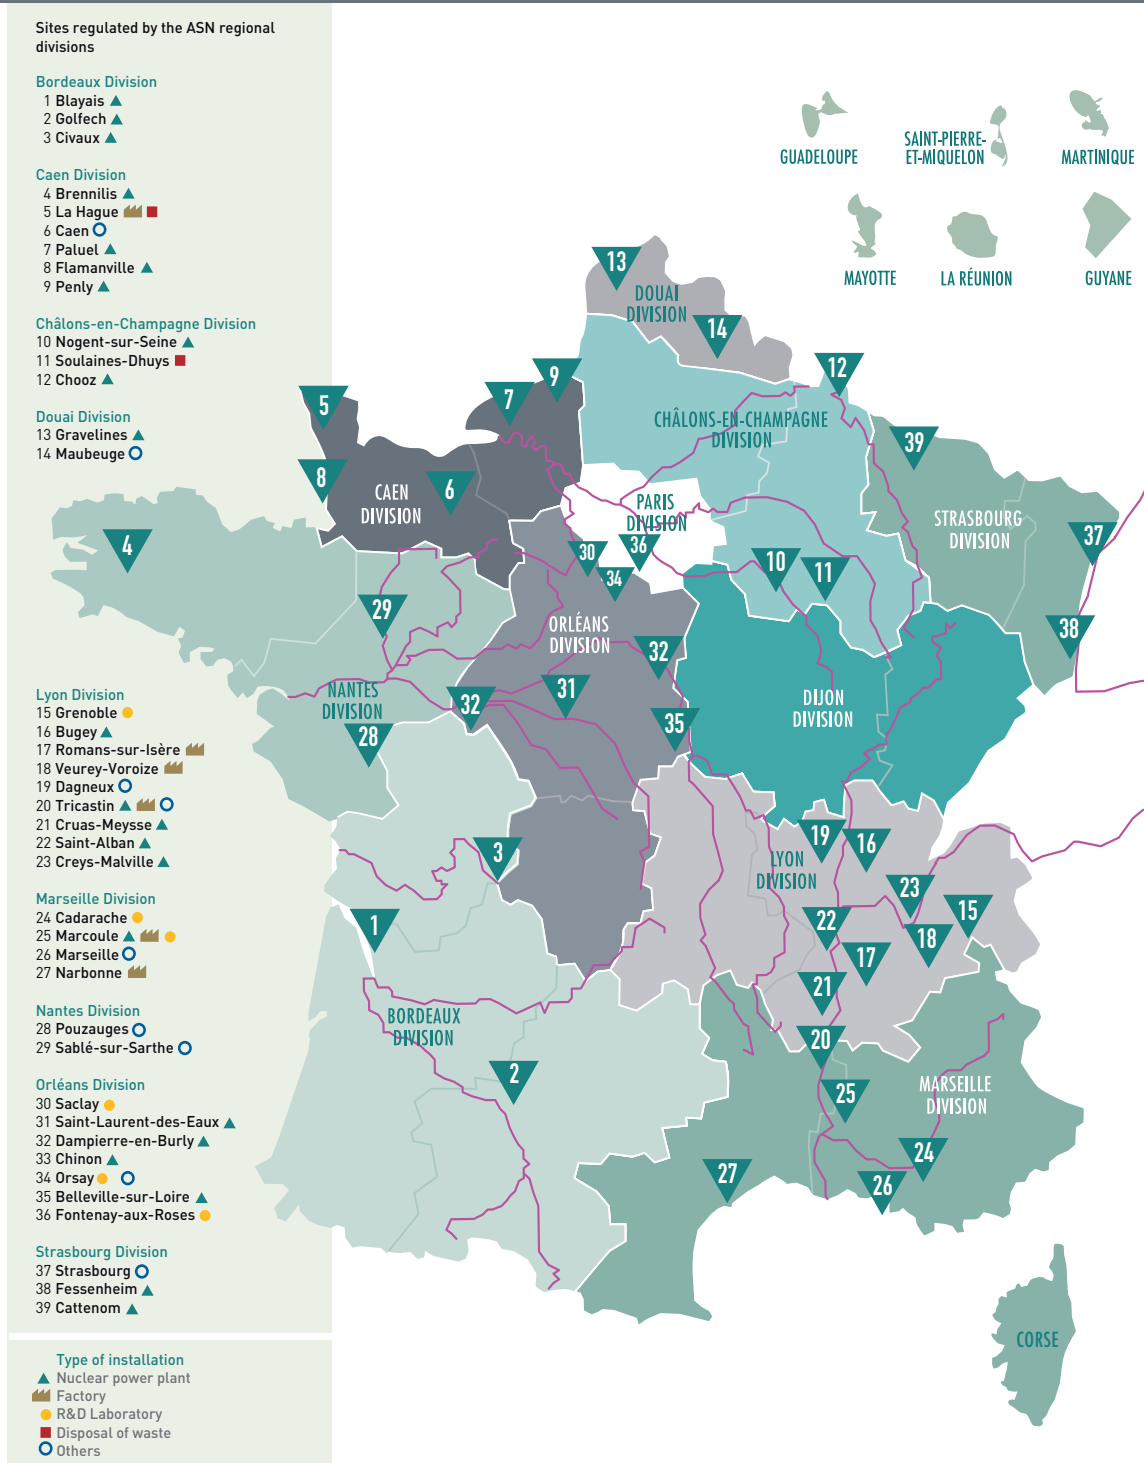 Sites regulated by the ASN regional
divisions
Bordeaux Division
1 Blayais
2 Golfech
3 Civaux
Caen Division
4 Brennilis
5 La Hague
6 Caen
7 Paluel
8 Flamanville
9 Penly
Châlons-en-Champagne Division
10 Nogent-sur-Seine
11 Soulaines-Dhuys
12 Chooz
Douai Division
13 Gravelines
14 Maubeuge
Lyon Division
15 Grenoble
16 Bugey
17 Romans-sur-Isère
18 Veurey-Voroize
19 Dagneux
20 Tricastin
21 Cruas-Meysse
22 Saint-Alban
23 Creys-Malville
Marseille Division
24 Cadarache
25 Marcoule
26 Marseille
27 Narbonne
Nantes Division
28 Pouzauges
29 Sablé-sur-Sarthe
Orléans Division
30 Saclay
31 Saint-Laurent-des-Eaux
32 Dampierre-en-Burly
33 Chinon
34 Orsay
35 Belleville-sur-Loire
36 Fontenay-aux-Roses
Strasbourg Division
37 Strasbourg
38 Fessenheim
39 Cattenom
Type of installation
Nuclear power plant
Factory
R&D Laboratory
Disposal of waste
Others
GUADELOUPE
SAINT-PIERRE-
ET-MIQUELON
MARTINIQUE
MAYOTTE
LA RÉUNION
GUYANE
13
DOUAI
DIVISION
14
12
9
7
5
CHÂLONS-EN-CHAMPAGNE
DIVISION
39
8
6
CAEN
DIVISION
PARIS
DIVISION
STRASBOURG
DIVISION
37
4
30
36
34
10
11
29
ORLÉANS
DIVISION
32
38
31
NANTES
DIVISION
32
35
DIJON
DIVISION
28
3
19
16
LYON
DIVISION
23
15
1
22
18
17
21
BORDEAUX
DIVISION
20
2
25
MARSEILLE
DIVISION
24
27
26
CORSE